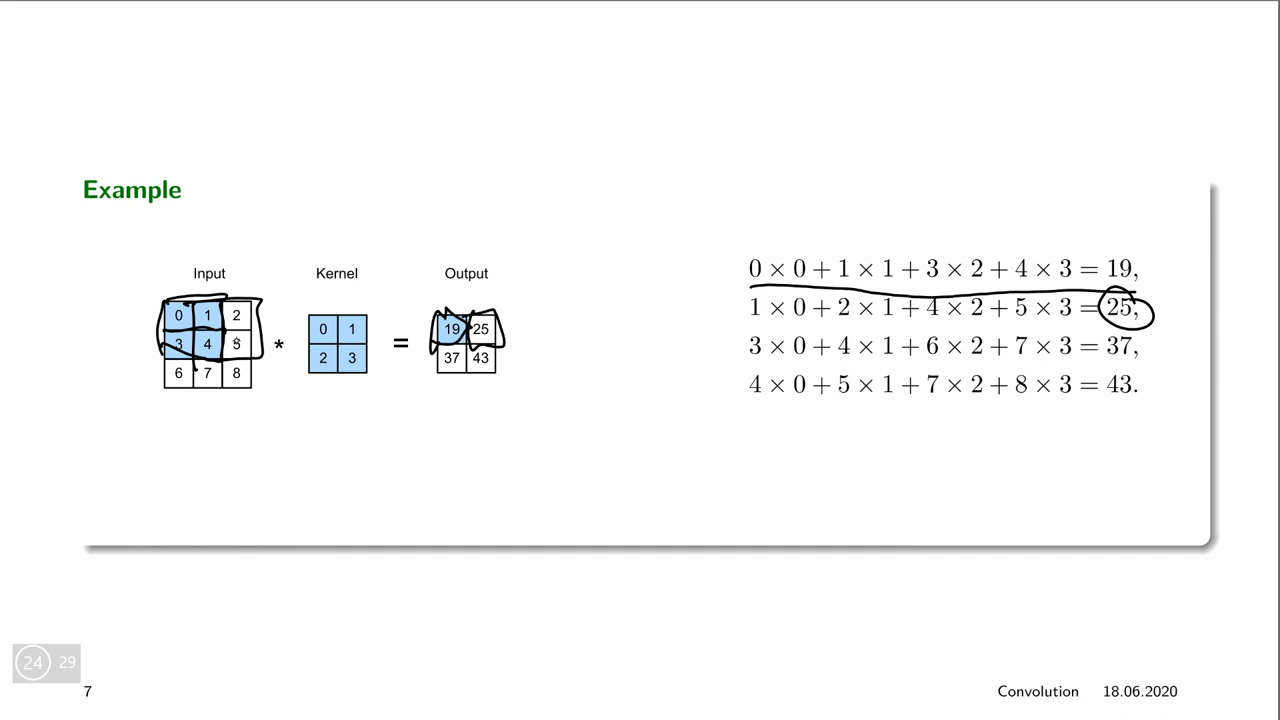 Example
Input Kernel Output
0 1 2
3 4 5
6 7 8
*
0 1
2 3
=
19 25
37 43
0 × 0 + 1 × 1 + 3 × 2 + 4 × 3 = 19,
1 × 0 + 2 × 1 + 4 × 2 + 5 × 3 = 25,
3 × 0 + 4 × 1 + 6 × 2 + 7 × 3 = 37,
4 × 0 + 5 × 1 + 7 × 2 + 8 × 3 = 43.
24 29
7 Convolution 18.06.2020